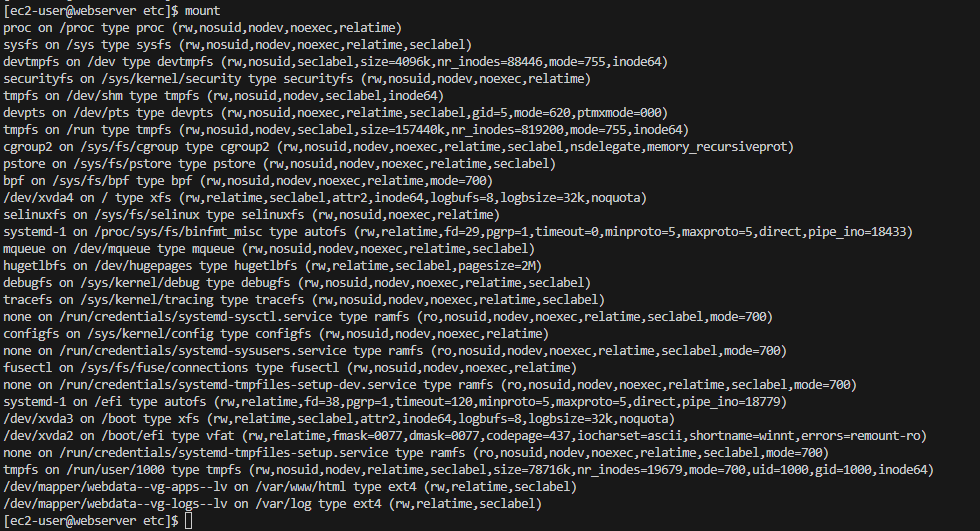 [ec2-user@webserver etc]$ mount
proc on /proc type proc (rw,nosuid,nodev,noexec,relatime)
sysfs on /sys type sysfs (rw,nosuid,nodev,noexec,relatime,seclabel)
devtmpfs on /dev type devtmpfs (rw,nosuid,seclabel,size=4096k,nr_inodes=88446,mode=755,inode64)
securityfs on /sys/kernel/security type securityfs (rw,nosuid,nodev,noexec,relatime)
tmpfs on /dev/shm type tmpfs (rw,nosuid,nodev,seclabel,inode64)
devpts on /dev/pts type devpts (rw,nosuid,noexec,relatime,seclabel,gid=5,mode=620,ptmxmode=000)
tmpfs on /run type tmpfs (rw,nosuid,nodev,seclabel,size=157440k,nr_inodes=819200,mode=755,inode64)
cgroup2 on /sys/fs/cgroup type cgroup2 (rw,nosuid,nodev,noexec,relatime,seclabel,nsdelegate,memory_recursiveprot)
pstore on /sys/fs/pstore type pstore (rw,nosuid,nodev,noexec,relatime,seclabel)
bpf on /sys/fs/bpf type bpf (rw,nosuid,nodev,noexec,relatime,mode=700)
/dev/xvda4 on / type xfs (rw,relatime,seclabel,attr2,inode64,logbufs=8,logbsize=32k,noquota)
selinuxfs on /sys/fs/selinux type selinuxfs (rw,nosuid,noexec,relatime)
systemd-1 on /proc/sys/fs/binfmt_misc type autofs (rw,relatime,fd=29,pgrp=1,timeout=0,minproto=5,maxproto=5,direct,pipe_ino=18433)
mqueue on /dev/mqueue type mqueue (rw,nosuid,nodev,noexec,relatime,seclabel)
hugetlbfs on /dev/hugepages type hugetlbfs (rw,relatime,seclabel,pagesize=2M)
debugfs on /sys/kernel/debug type debugfs (rw,nosuid,nodev,noexec,relatime,seclabel)
tracefs on /sys/kernel/tracing type tracefs (rw,nosuid,nodev,noexec,relatime,seclabel)
none on /run/credentials/systemd-sysctl.service type ramfs (ro,nosuid,nodev,noexec,relatime,seclabel,mode=700)
configfs on /sys/kernel/config type configfs (rw,nosuid,nodev,noexec,relatime)
none on /run/credentials/systemd-sysusers.service type ramfs (ro,nosuid,nodev,noexec,relatime,seclabel,mode=700)
fusectl on /sys/fs/fuse/connections type fusectl (rw,nosuid,nodev,noexec,relatime)
none on /run/credentials/systemd-tmpfiles-setup-dev.service type ramfs (ro,nosuid,nodev,noexec,relatime,seclabel,mode=700)
systemd-1 on /efi type autofs (rw,relatime,fd=38,pgrp=1,timeout=120,minproto=5,maxproto=5,direct,pipe_ino=18779)
/dev/xvda3 on /boot type xfs (rw,relatime,seclabel,attr2,inode64,logbufs=8,logbsize=32k,noquota)
/dev/xvda2 on /boot/efi type vfat (rw,relatime,fmask=0077,dmask=0077,codepage=437,iocharset=ascii,shortname=winnt,errors=remount-ro)
none on /run/credentials/systemd-tmpfiles-setup.service type ramfs (ro,nosuid,nodev,noexec,relatime,seclabel,mode=700)
tmpfs on /run/user/1000 type tmpfs (rw,nosuid,nodev,relatime,seclabel,size=78716k,nr_inodes=19679,mode=700,uid=1000,gid=1000,inode64)
/dev/mapper/webdata--vg-apps--lv on /var/www/html type ext4 (rw,relatime,seclabel)
/dev/mapper/webdata--vg-logs--lv on /var/log type ext4 (rw,relatime,seclabel)
[ec2-user@webserver etc]$